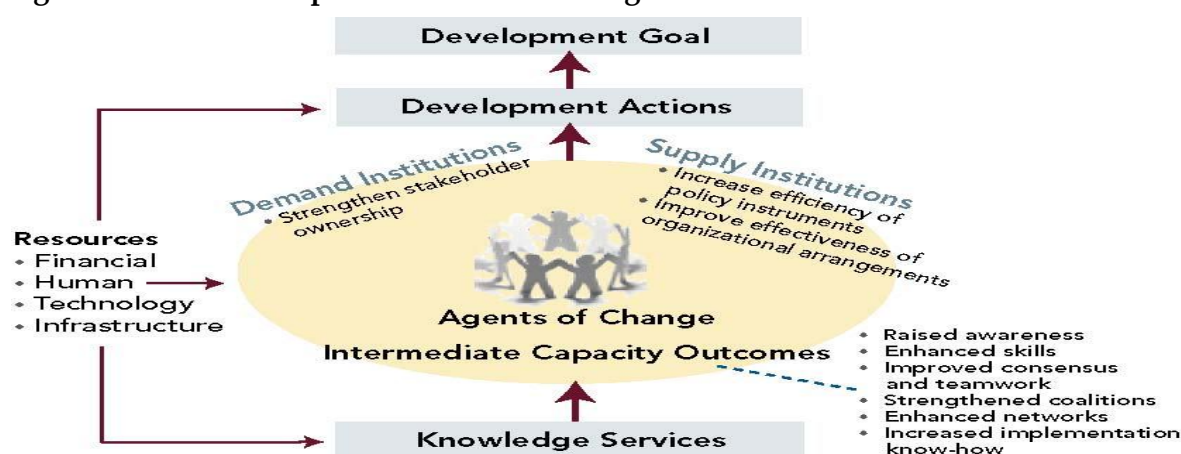 Development Goal
Development Actions
Demand Institutions
• Strengthen stakeholder
ownership
Supply Institutions
• Increase efficiency of
policy instruments
• Improve effectiveness of
organizational arrangements
Resources
• Financial
• Human
• Technology
• Infrastructure
Agents of Change
Intermediate Capacity Outcomes
• Raised awareness
• Enhanced skills
• Improved consensus
and teamwork
• Strengthened coalitions
• Enhanced networks
• Increased implementation
know-how
Knowledge Services